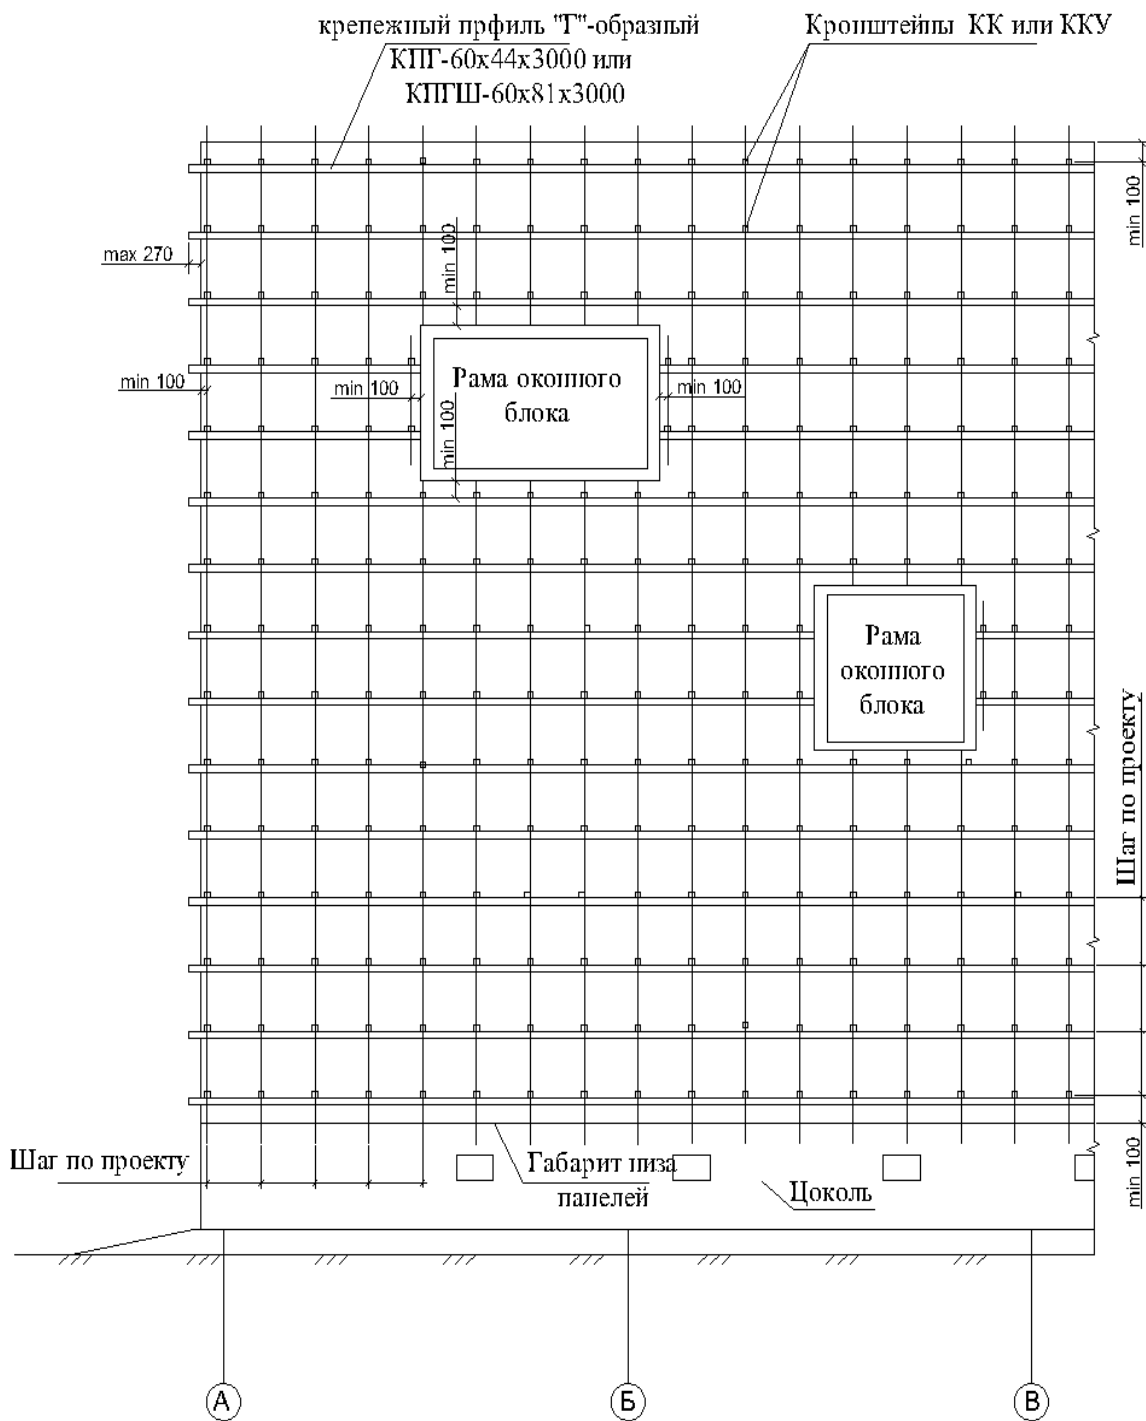 крепежный прфиль "Г"-образный
КПГ-60х44х3000 или
КПГШ-60х81х3000
Кронштейны КК или ККУ
min 100
max 270
min 100
min 100
min 100
min 100
Рама оконного
блока
min 100
Рама
оконного
блока
Шаг по проекту
Шаг по проекту
Габарит низа
панелей
Цоколь
min 100
А
Б
В